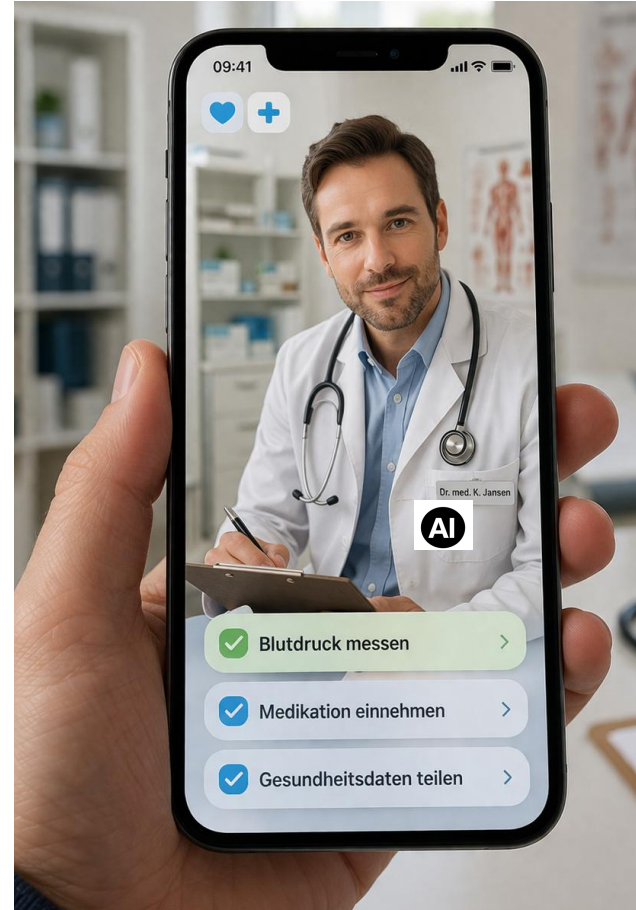 09:41
Dr. med. K. Jansen
AI
Blutdruck messen
Medikation einnehmen
Gesundheitsdaten teilen